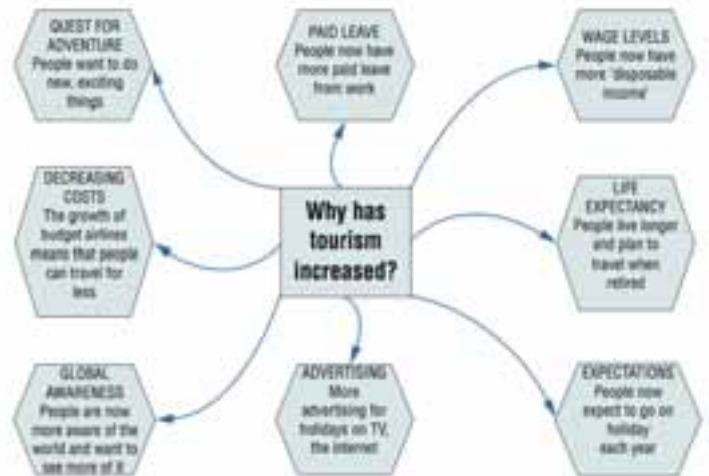 QUEST FOR
ADVENTURE
People want to do
new, exciting
things
PAID LEAVE
People now have
more paid leave
from work
WAGE LEVELS
People now have
more 'disposable
income'
DECREASING
COSTS
The growth of
budget airlines
means that people
can travel for
less
Why has
tourism
increased?
LIFE
EXPECTANCY
People live longer
and plan to
travel when
retired
GLOBAL
AWARENESS
People are now
more aware of the
world and want to
see more of it
ADVERTISING
More
advertising for
holidays on TV,
the internet
EXPECTATIONS
People now
expect to go on
holiday
each year